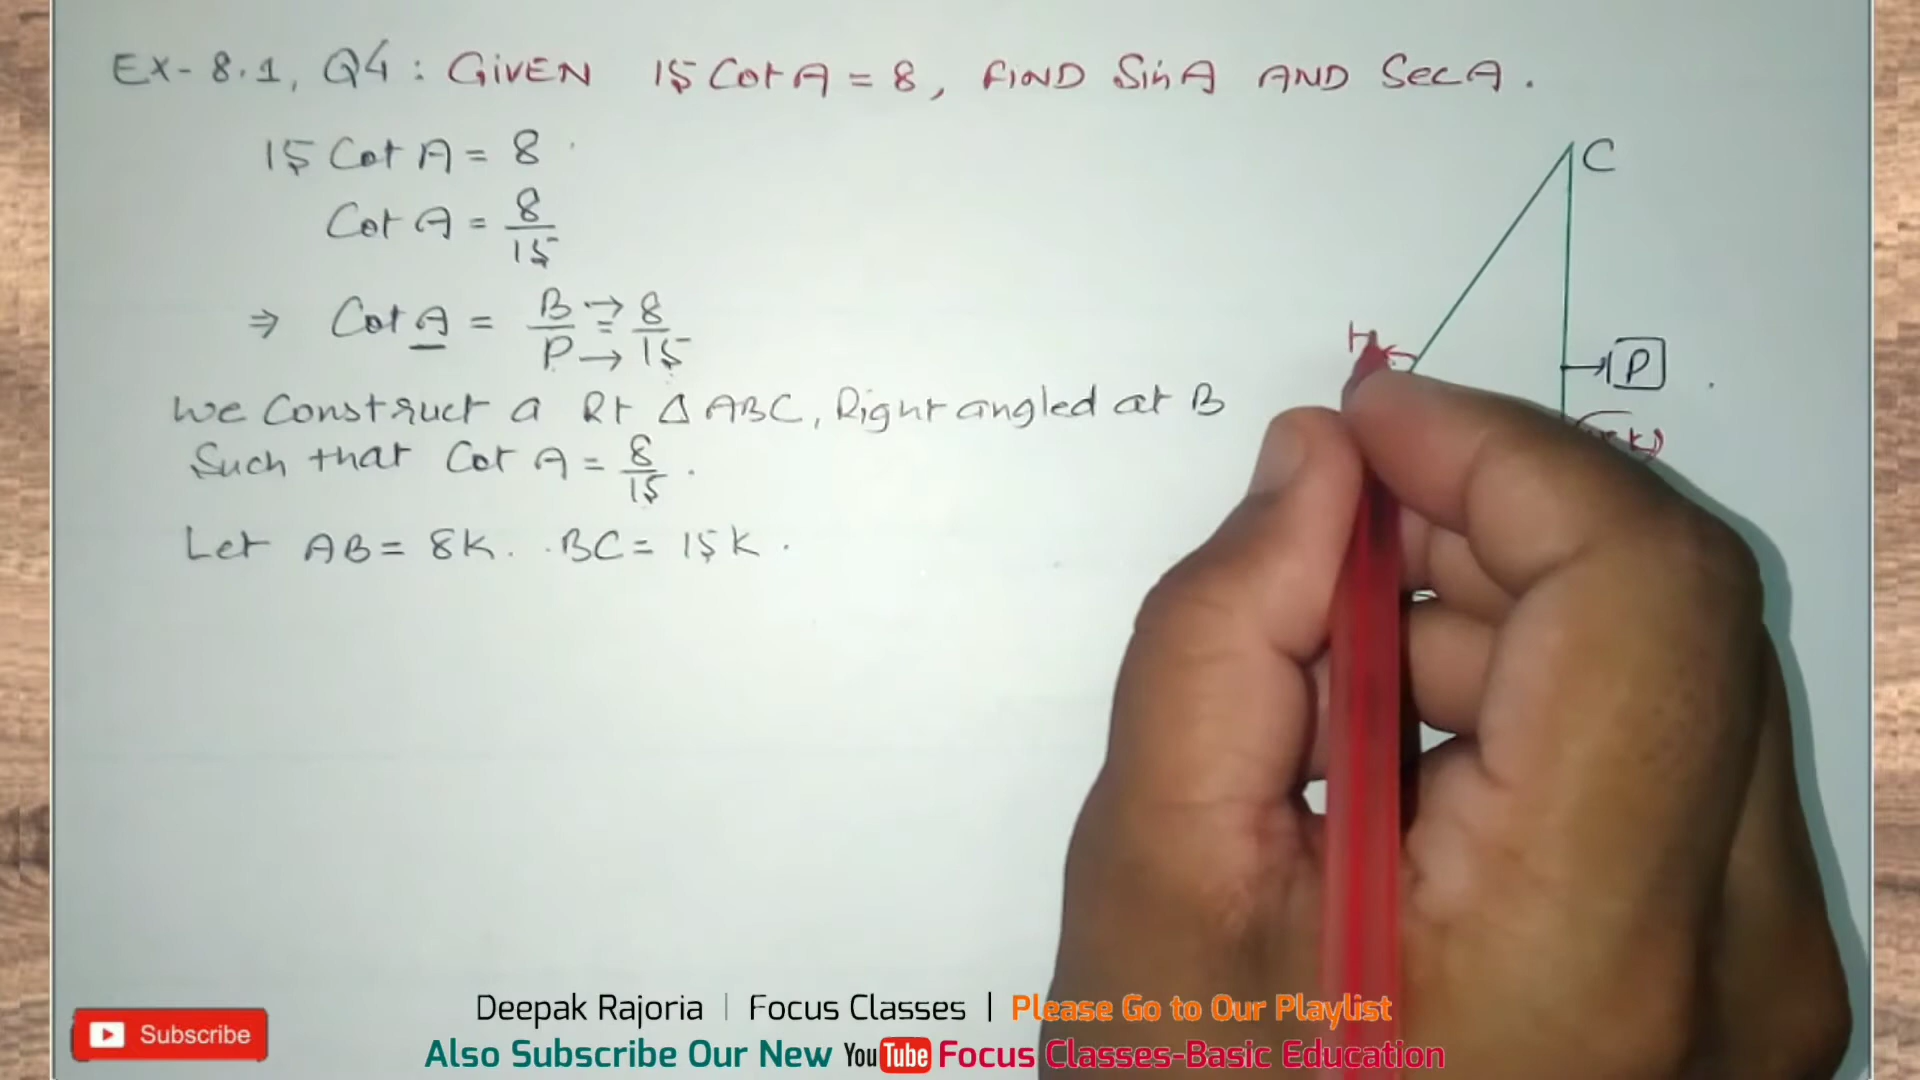 EX-8.1, Q4: GIVEN 15 Cot A = 8, FIND Sin A AND Sec A.
15 Cot A = 8
Cot A = 8/15
⇒ Cot A = B/P → = → 8/15
We Construct a Rt Δ ABC, Right angled at B
Such that Cot A = 8/15.
Let AB = 8K. BC = 15K.
C
H
P
Subscribe
Deepak Rajoria | Focus Classes | Please Go to Our Playlist
Also Subscribe Our New YouTube Focus Classes-Basic Education